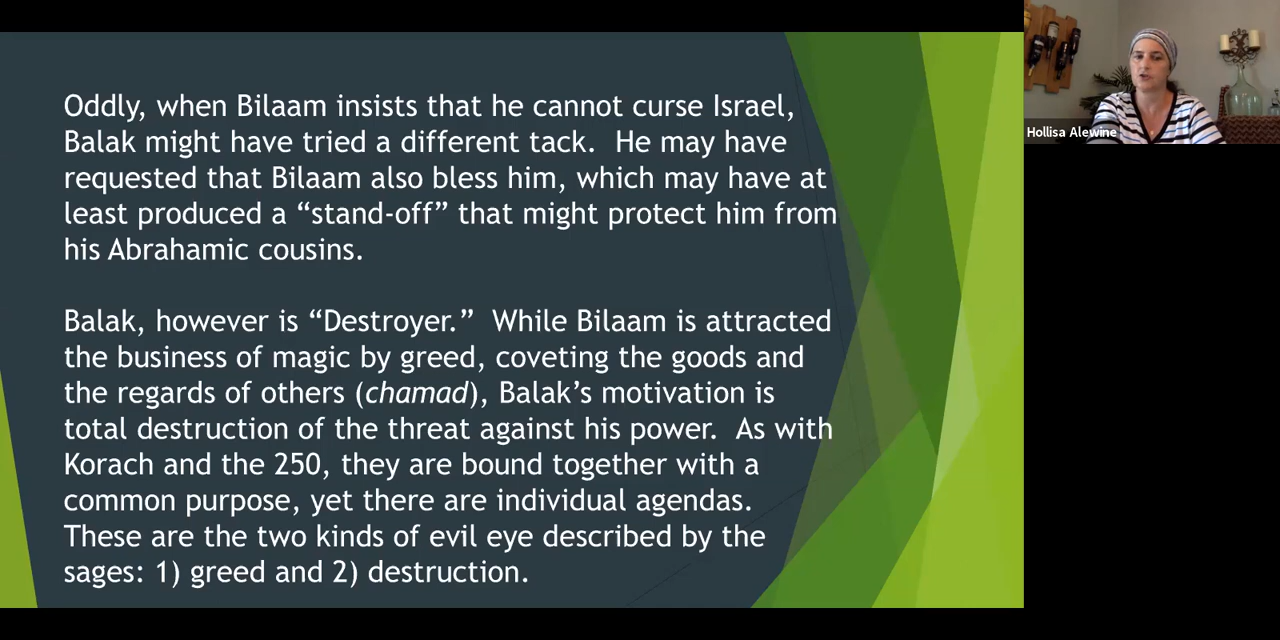 Oddly, when Bilaam insists that he cannot curse Israel,
Balak might have tried a different tack.  He may have
requested that Bilaam also bless him, which may have at
least produced a “stand-off” that might protect him from
his Abrahamic cousins.
Balak, however is “Destroyer.”  While Bilaam is attracted
the business of magic by greed, coveting the goods and
the regards of others (chamad), Balak’s motivation is
total destruction of the threat against his power.  As with
Korach and the 250, they are bound together with a
common purpose, yet there are individual agendas.
These are the two kinds of evil eye described by the
sages: 1) greed and 2) destruction.
Hollisa Alewine